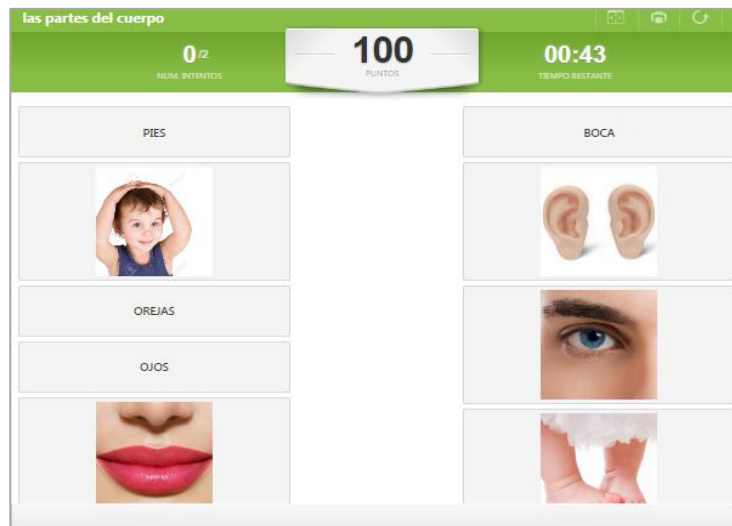 las partes del cuerpo
0/2
NUM. INTENTOS
100
PUNTOS
00:43
TIEMPO RESTANTE
PIES
BOCA
OREJAS
OJOS